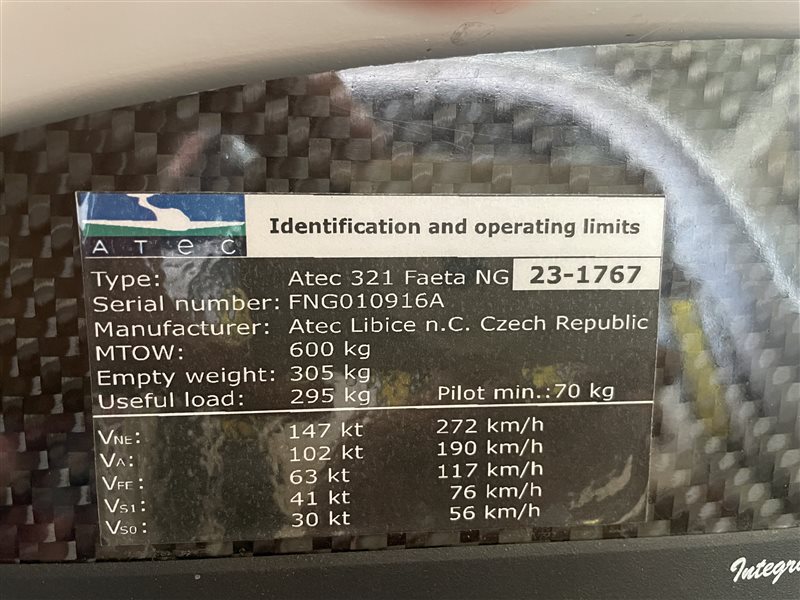 ATEC
Identification and operating limits
Type: Atec 321 Faeta NG 23-1767
Serial number: FNG010916A
Manufacturer: Atec Libice n.C. Czech Republic
MTOW: 600 kg
Empty weight: 305 kg
Useful load: 295 kg Pilot min.: 70 kg
VNE: 147 kt 272 km/h
VA: 102 kt 190 km/h
VFE: 63 kt 117 km/h
VS1: 41 kt 76 km/h
VS0: 30 kt 56 km/h